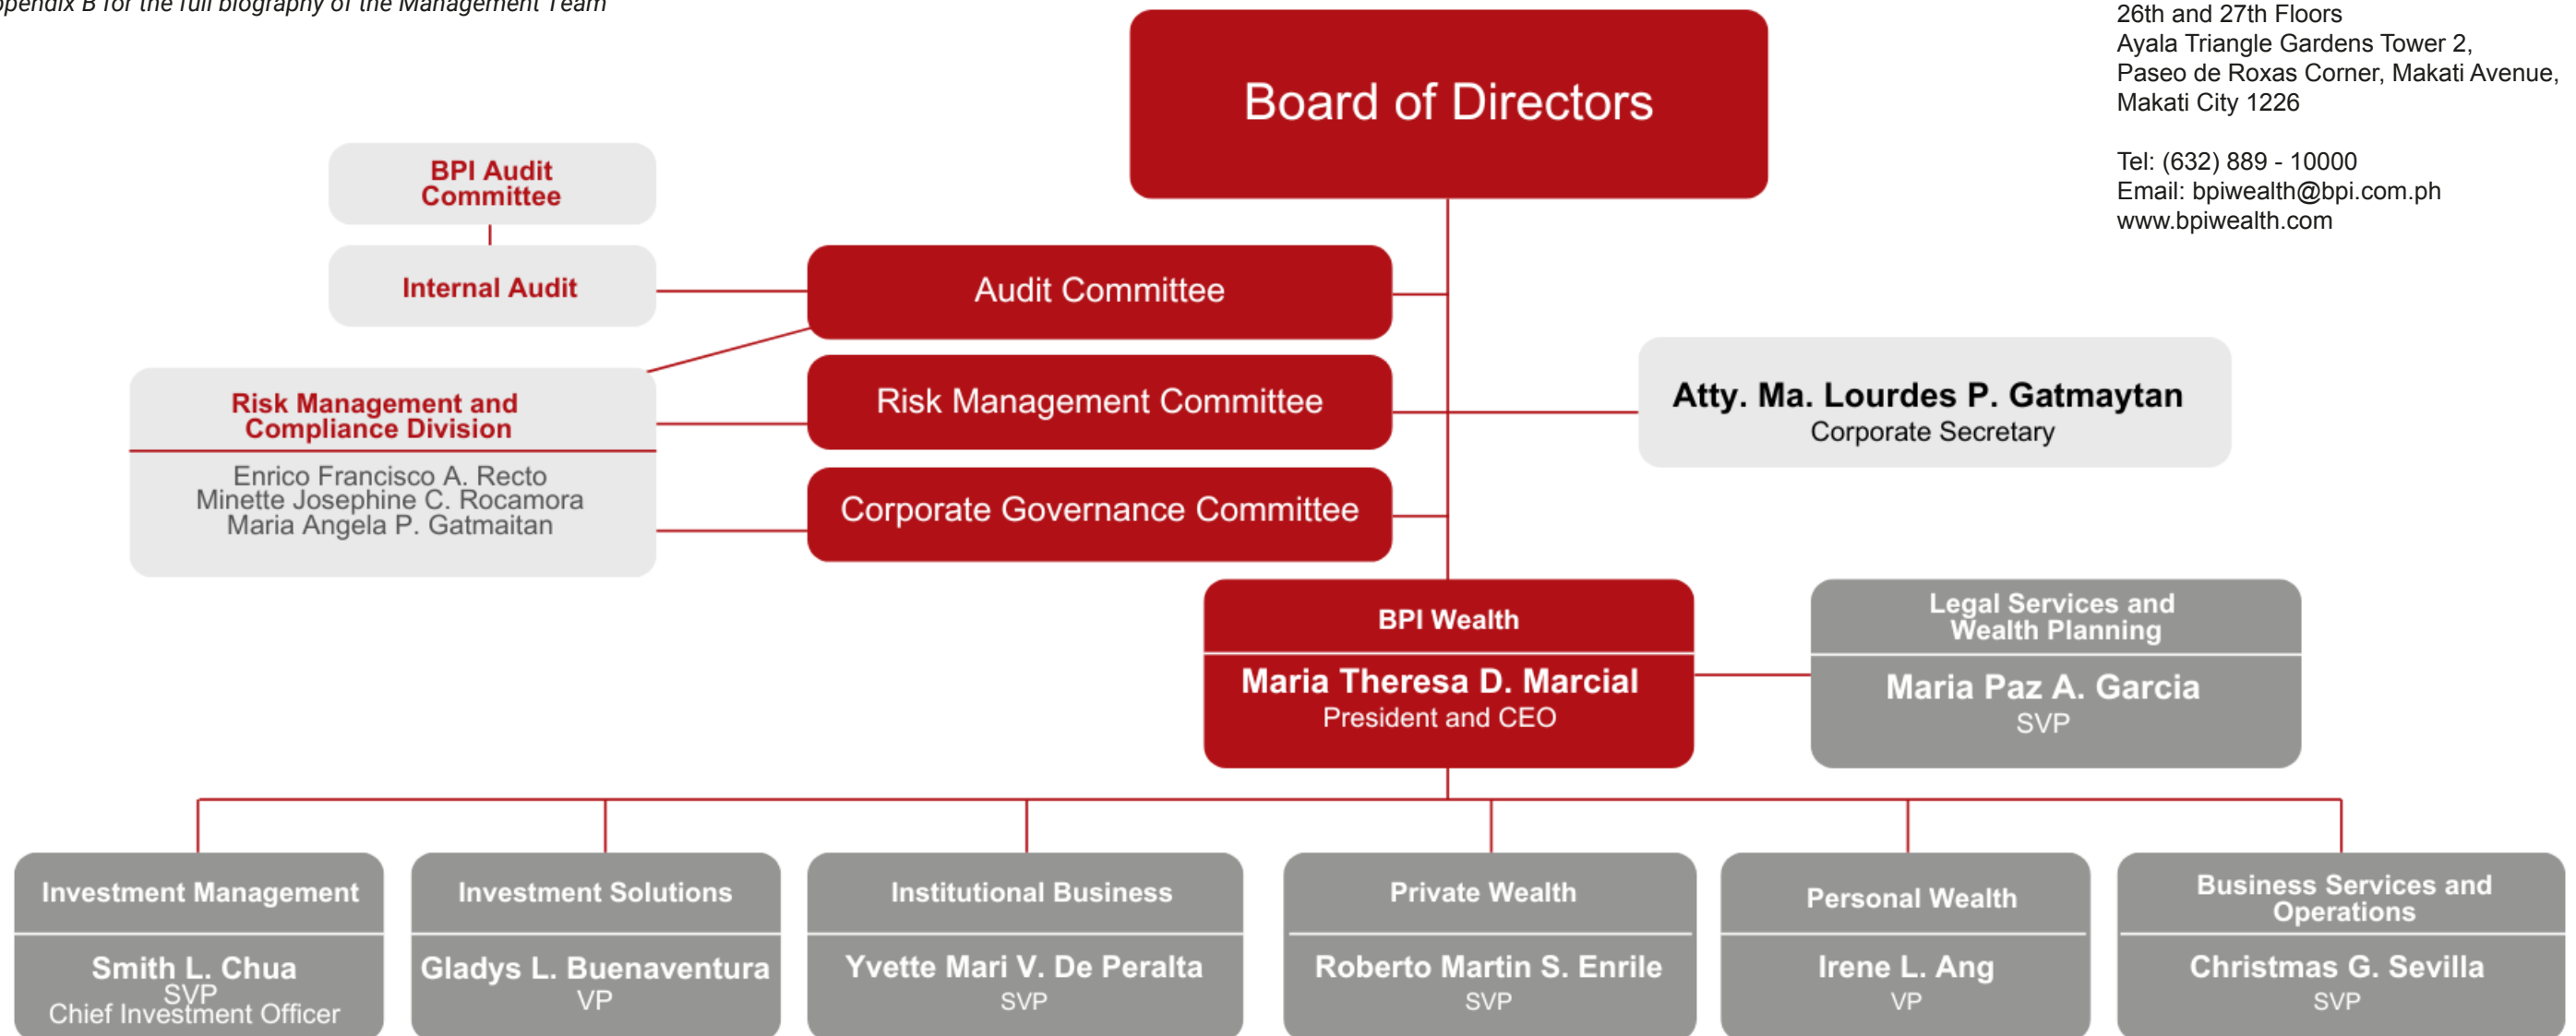 ppendix B for the full biography of the Management Team
26th and 27th Floors
Ayala Triangle Gardens Tower 2,
Paseo de Roxas Corner, Makati Avenue,
Makati City 1226
Tel: (632) 889 - 10000
Email: bpiwealth@bpi.com.ph
www.bpiwealth.com
Board of Directors
BPI Audit
Committee
Internal Audit
Audit Committee
Risk Management and
Compliance Division
Enrico Francisco A. Recto
Minette Josephine C. Rocamora
Maria Angela P. Gatmaitan
Risk Management Committee
Corporate Governance Committee
Atty. Ma. Lourdes P. Gatmaytan
Corporate Secretary
BPI Wealth
Maria Theresa D. Marcial
President and CEO
Legal Services and
Wealth Planning
Maria Paz A. Garcia
SVP
Investment Management
Smith L. Chua
SVP
Chief Investment Officer
Investment Solutions
Gladys L. Buenaventura
VP
Institutional Business
Yvette Mari V. De Peralta
SVP
Private Wealth
Roberto Martin S. Enrile
SVP
Personal Wealth
Irene L. Ang
VP
Business Services and
Operations
Christmas G. Sevilla
SVP